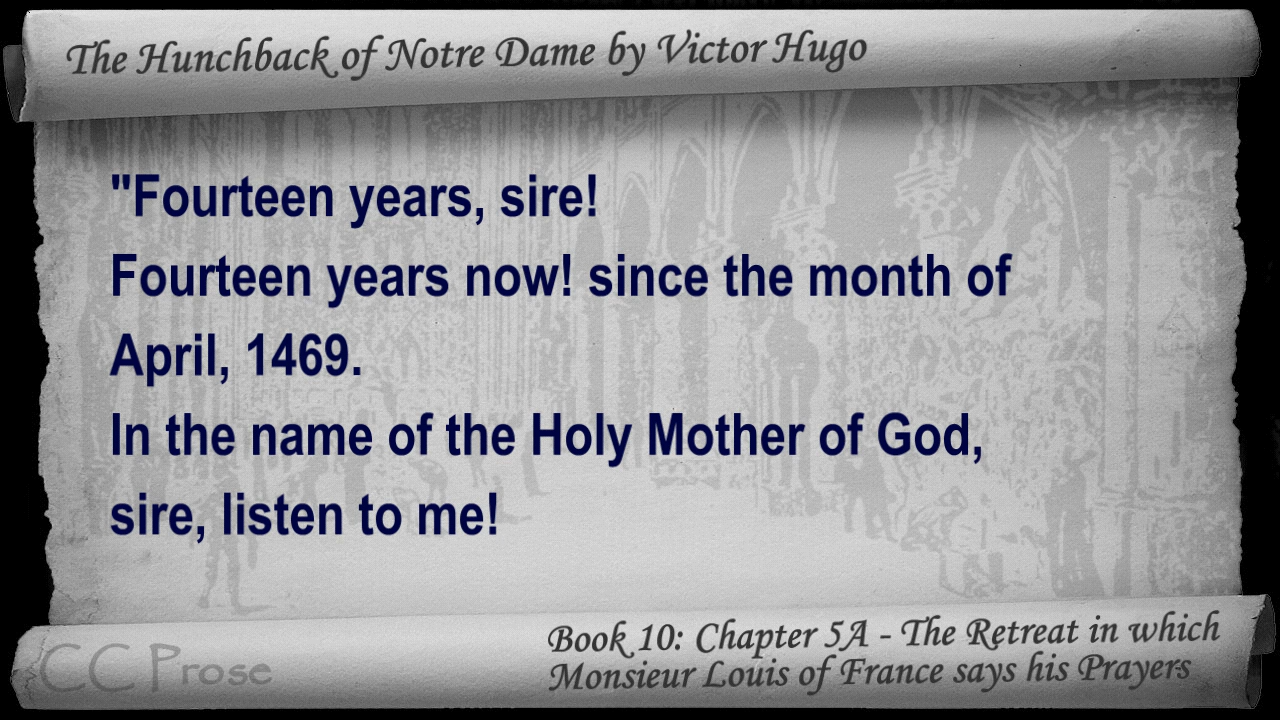 The Hunchback of Notre Dame by Victor Hugo
"Fourteen years, sire!
Fourteen years now! since the month of
April, 1469.
In the name of the Holy Mother of God,
sire, listen to me!
CC Prose
Book 10: Chapter 5A - The Retreat in which
Monsieur Louis of France says his Prayers